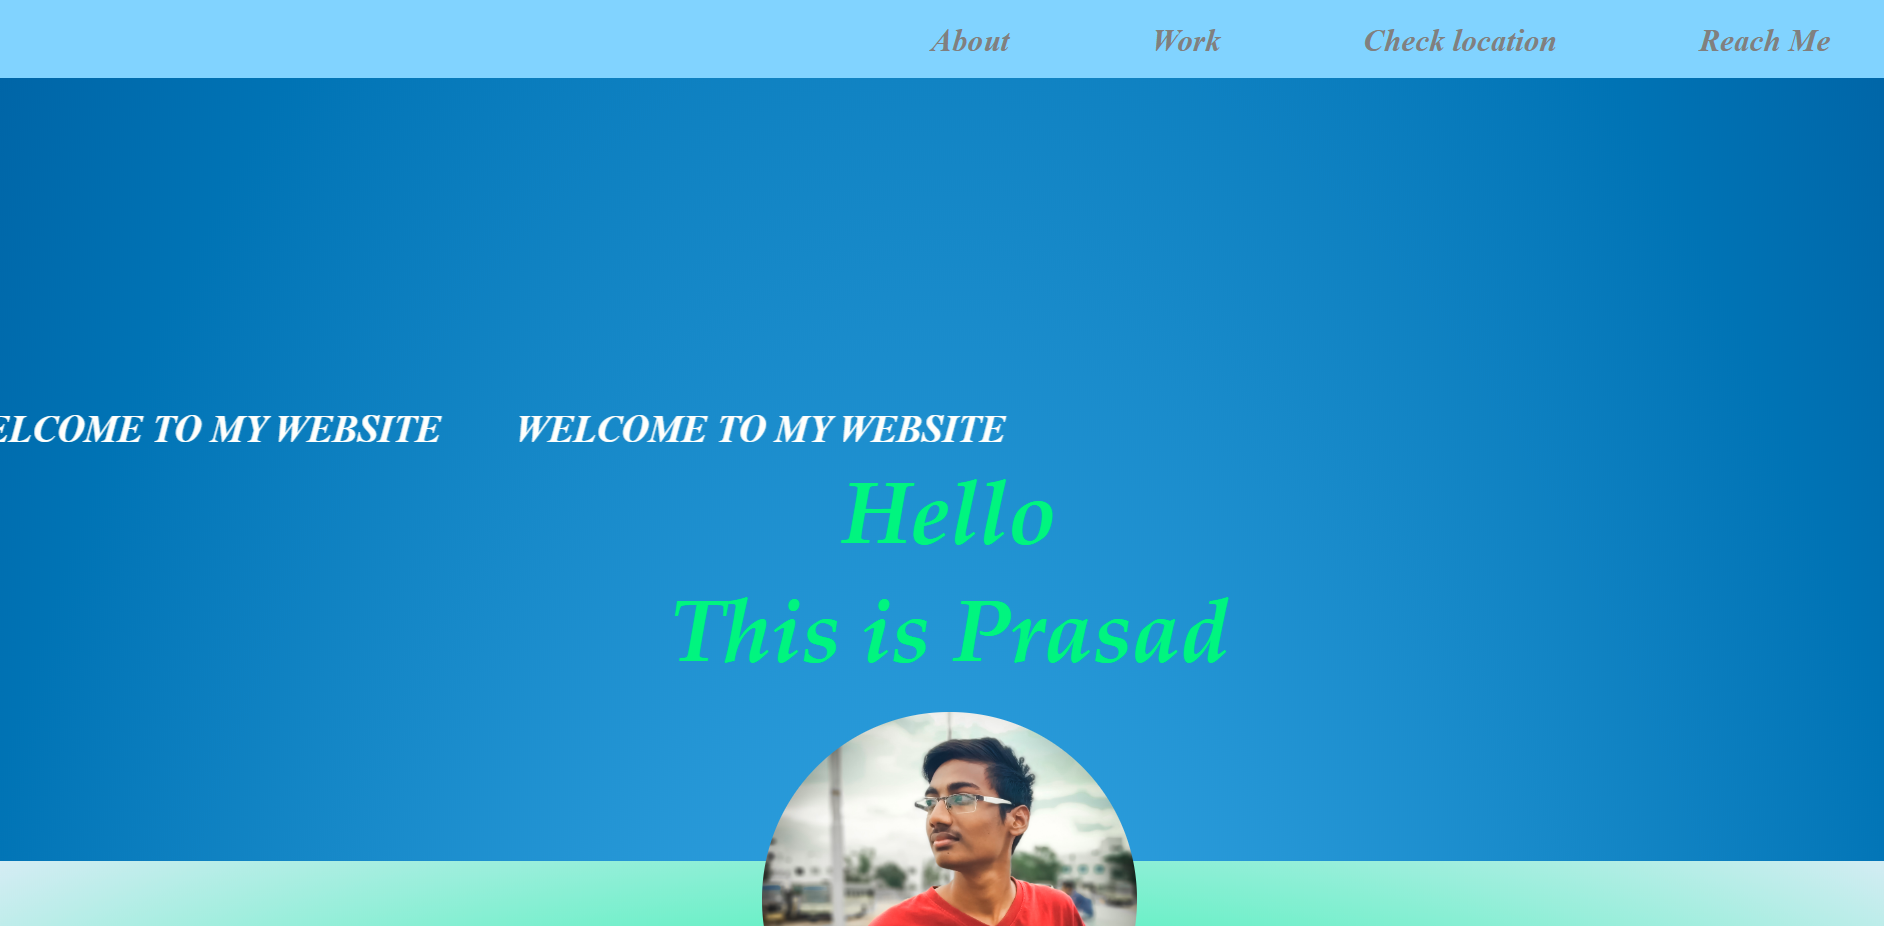 About Work Check location Reach Me
ELCOME TO MY WEBSITE WELCOME TO MY WEBSITE
Hello
This is Prasad